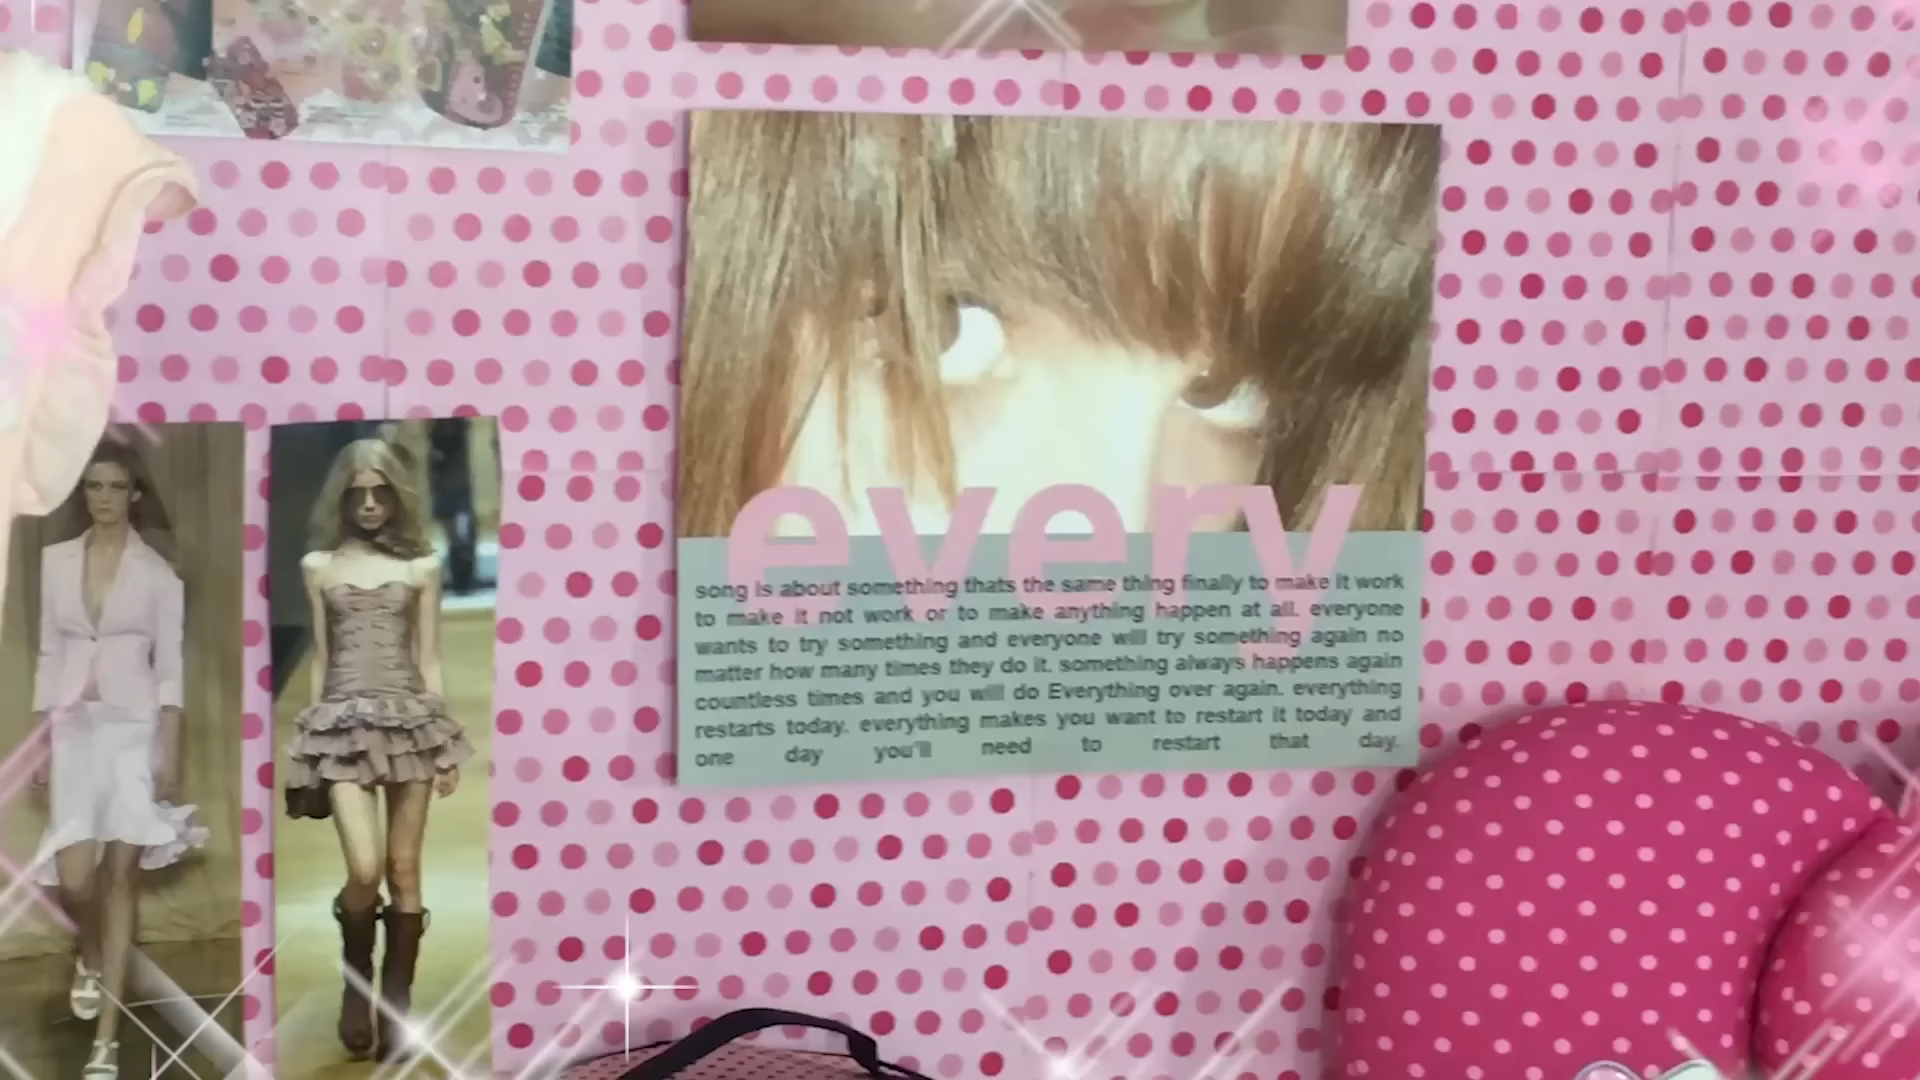 every
song is about something thats the same thing finally to make it work
to make it not work or to make anything happen at all. everyone
wants to try something and everyone will try something again no
matter how many times they do it. something always happens again
countless times and you will do Everything over again. everything
restarts today. everything makes you want to restart it today and
one day you'll need to restart that day.